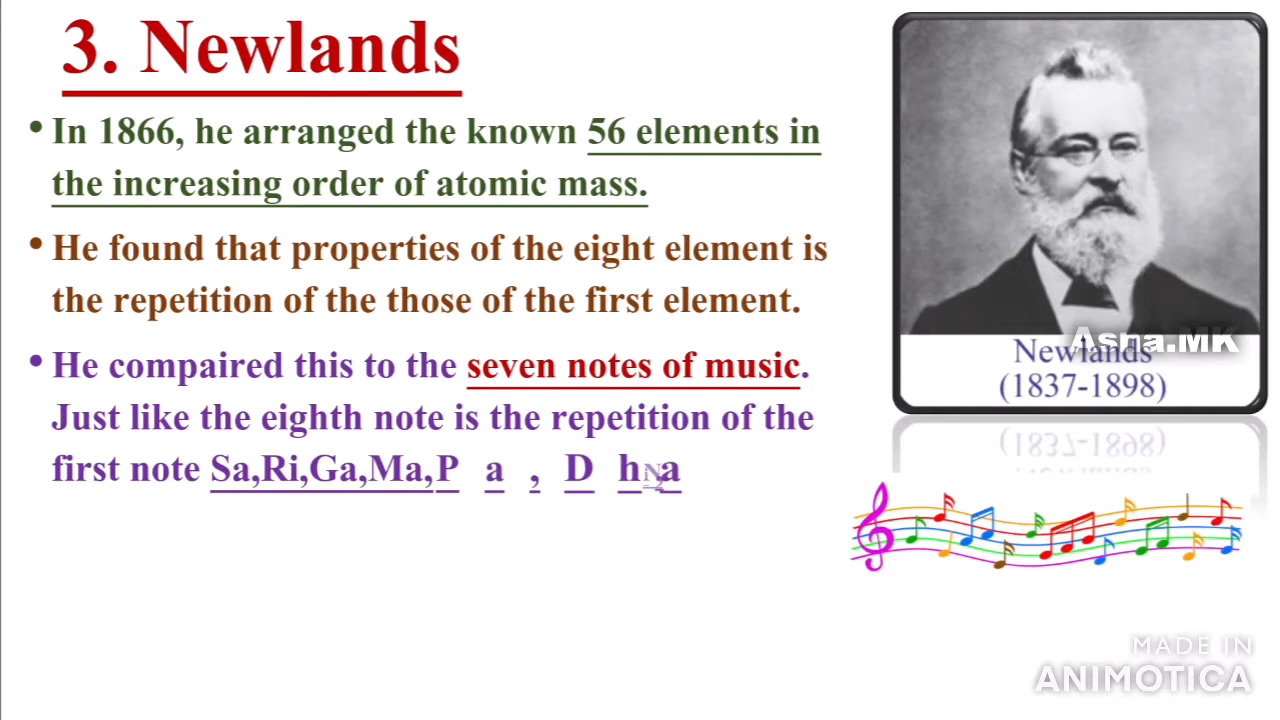 3. Newlands
• In 1866, he arranged the known 56 elements in
the increasing order of atomic mass.
• He found that properties of the eight element is
the repetition of the those of the first element.
• He compaired this to the seven notes of music.
Just like the eighth note is the repetition of the
first note Sa,Ri,Ga,Ma,P a , D h a
Asna.MK
Newlands
(1837-1898)
MADE IN
ANIMOTICA